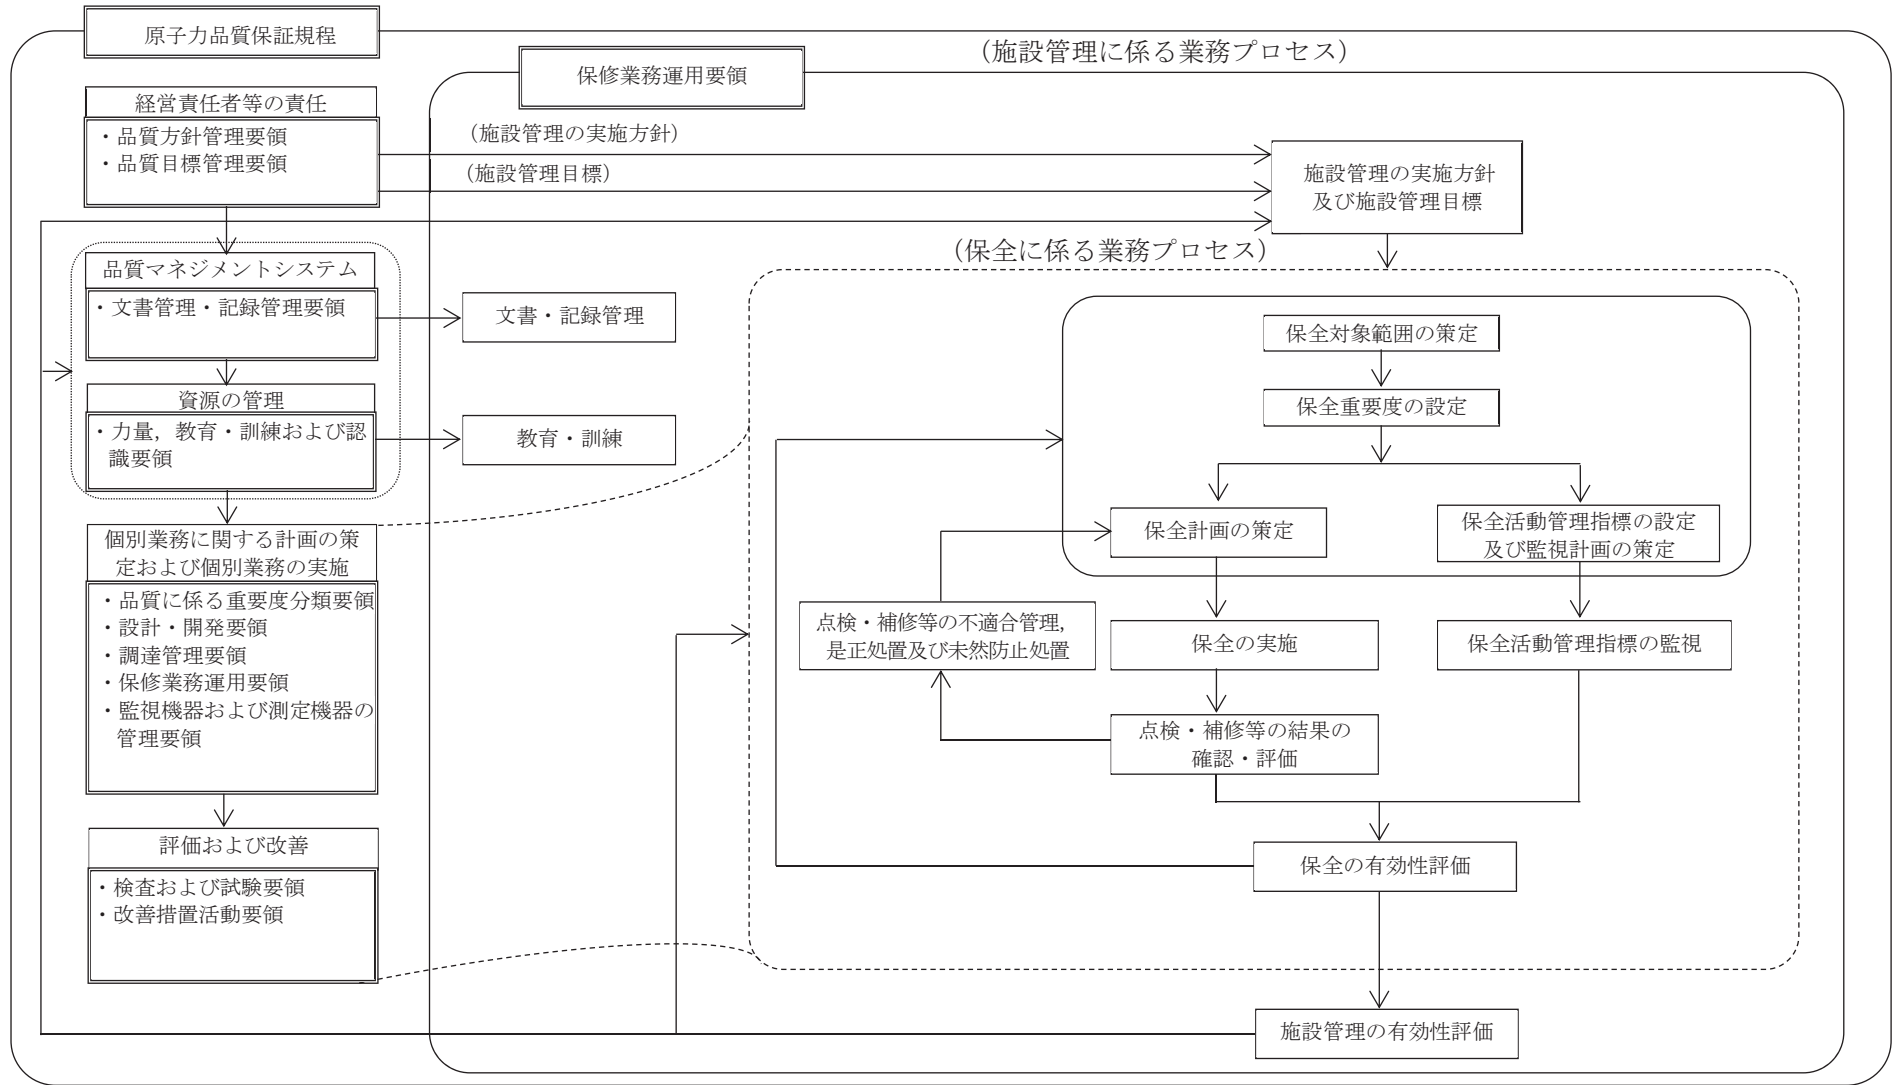 原子力品質保証規程
(施設管理に係る業務プロセス)
保修業務運用要領
経営責任者等の責任
・品質方針管理要領
・品質目標管理要領
(施設管理の実施方針)
(施設管理目標)
施設管理の実施方針
及び施設管理目標
(保全に係る業務プロセス)
品質マネジメントシステム
・文書管理・記録管理要領
文書・記録管理
資源の管理
・力量，教育・訓練および認
識要領
教育・訓練
保全対象範囲の策定
保全重要度の設定
保全計画の策定
保全活動管理指標の設定
及び監視計画の策定
個別業務に関する計画の策
定および個別業務の実施
・品質に係る重要度分類要領
・設計・開発要領
・調達管理要領
・保修業務運用要領
・監視機器および測定機器の
管理要領
点検・補修等の不適合管理，
是正処置及び未然防止処置
保全の実施
保全活動管理指標の監視
点検・補修等の結果の
確認・評価
評価および改善
・検査および試験要領
・改善措置活動要領
保全の有効性評価
施設管理の有効性評価